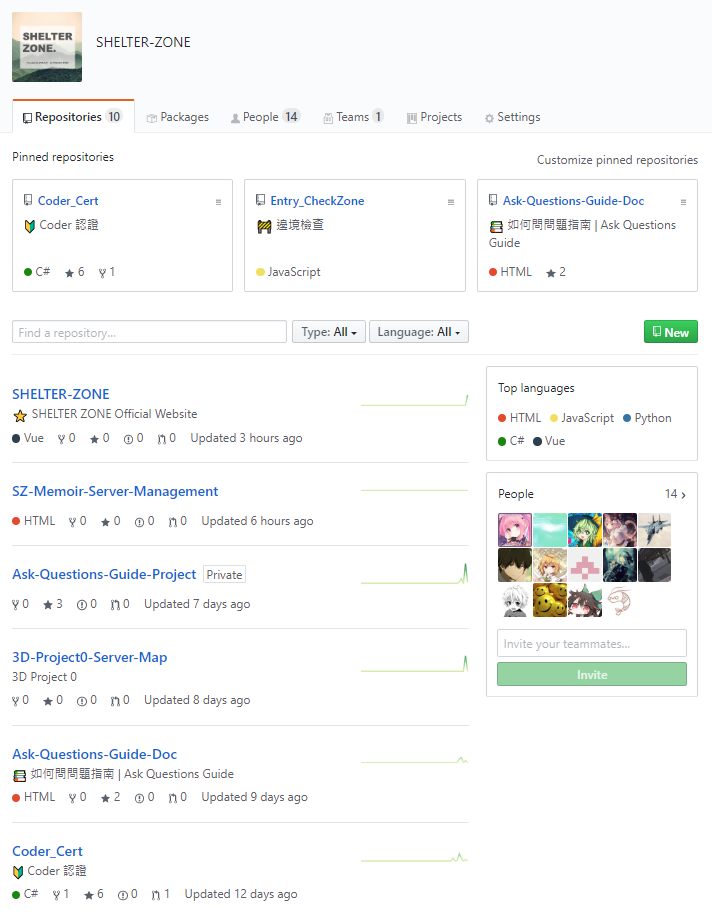 SHELTER
ZONE.
SHELTER-ZONE
Repositories 10
Packages
People 14
Teams 1
Projects
Settings
Pinned repositories
Customize pinned repositories
Coder_Cert
Coder 認證
C# 6 1
Entry_CheckZone
邊境檢查
JavaScript
Ask-Questions-Guide-Doc
如何問問題指南 | Ask Questions
Guide
HTML 2
Find a repository...
Type: All
Language: All
New
SHELTER-ZONE
SHELTER ZONE Official Website
Vue 0 0 0 0 Updated 3 hours ago
SZ-Memoir-Server-Management
HTML 0 0 0 0 Updated 6 hours ago
Ask-Questions-Guide-Project Private
0 3 0 0 Updated 7 days ago
3D-Project0-Server-Map
3D Project 0
0 0 0 0 Updated 8 days ago
Ask-Questions-Guide-Doc
如何問問題指南 | Ask Questions Guide
HTML 0 2 0 0 Updated 9 days ago
Coder_Cert
Coder 認證
C# 1 6 0 1 Updated 12 days ago
Top languages
HTML JavaScript Python
C# Vue
People 14 ›
Invite your teammates...
Invite